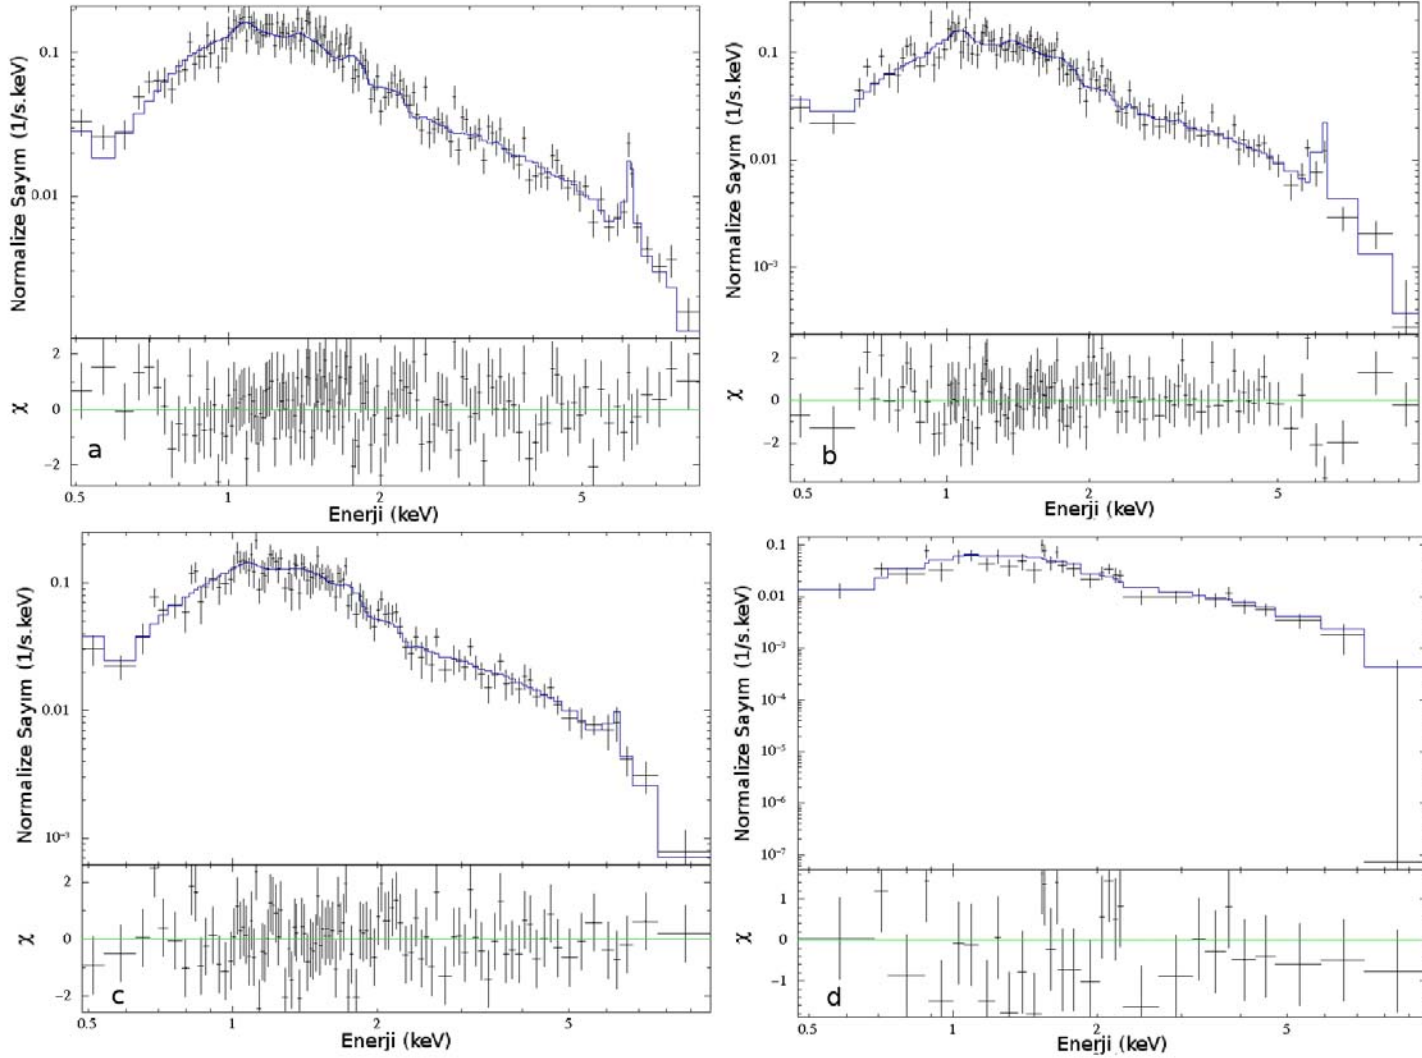 Normalize Sayım (1/s.keV)
0.1
0.01
χ
2
0
−2
a
0.5 1 2 5
Enerji (keV)
Normalize Sayım (1/s.keV)
0.1
0.01
10⁻³
χ
2
0
−2
b
0.5 1 2 5
Enerji (keV)
Normalize Sayım (1/s.keV)
0.1
0.01
10⁻³
χ
2
0
−2
c
0.5 1 2 5
Enerji (keV)
Normalize Sayım (1/s.keV)
0.1
0.01
10⁻³
10⁻⁴
10⁻⁵
10⁻⁶
10⁻⁷
χ
1
0
−1
d
0.5 1 2 5
Enerji (keV)